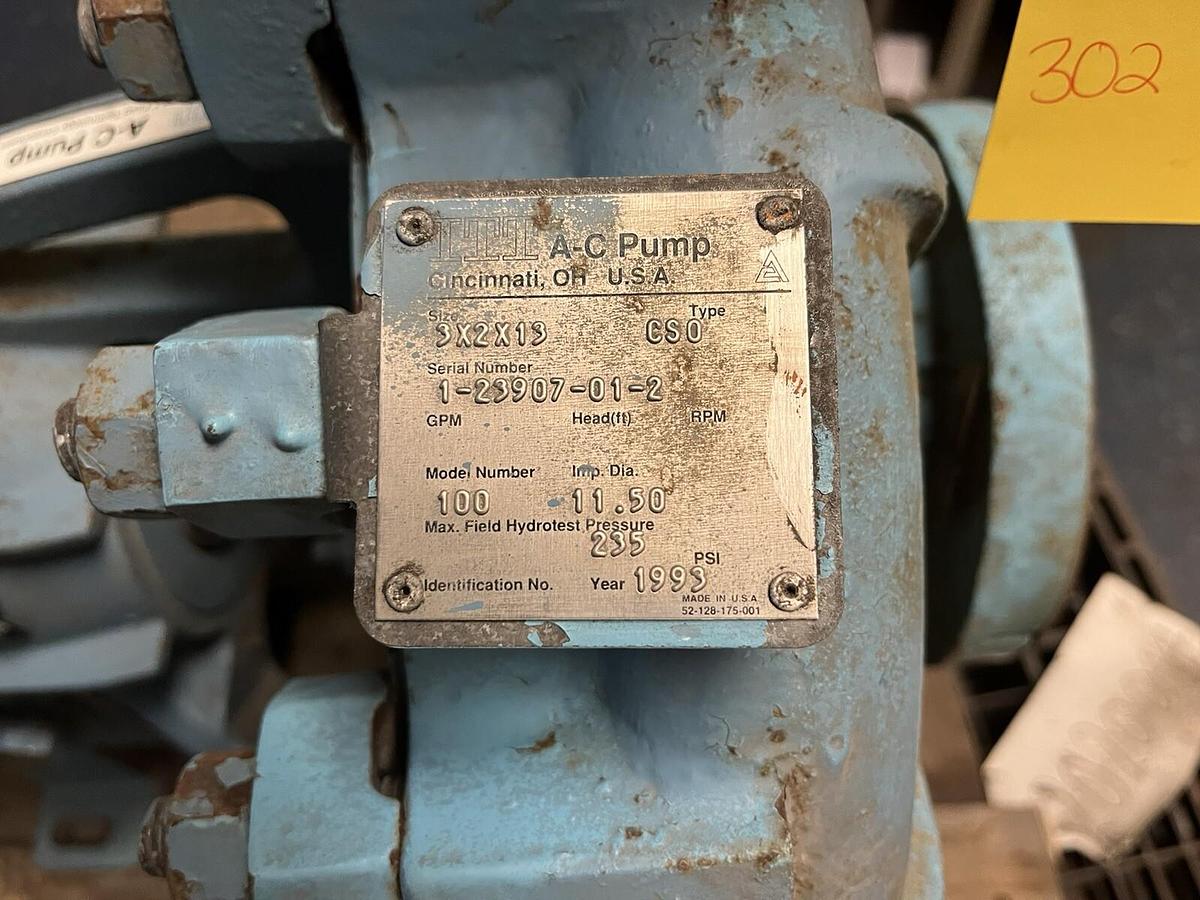 302
A-C Pump
ITT A-C Pump
Cincinnati, OH U.S.A.
Size Type
3X2X13 CSO
Serial Number
1-23907-01-2
GPM Head(ft) RPM
Model Number Imp. Dia.
100 11.50
Max. Field Hydrotest Pressure
235
PSI
Identification No. Year 1993
MADE IN U.S.A.
52-128-175-001